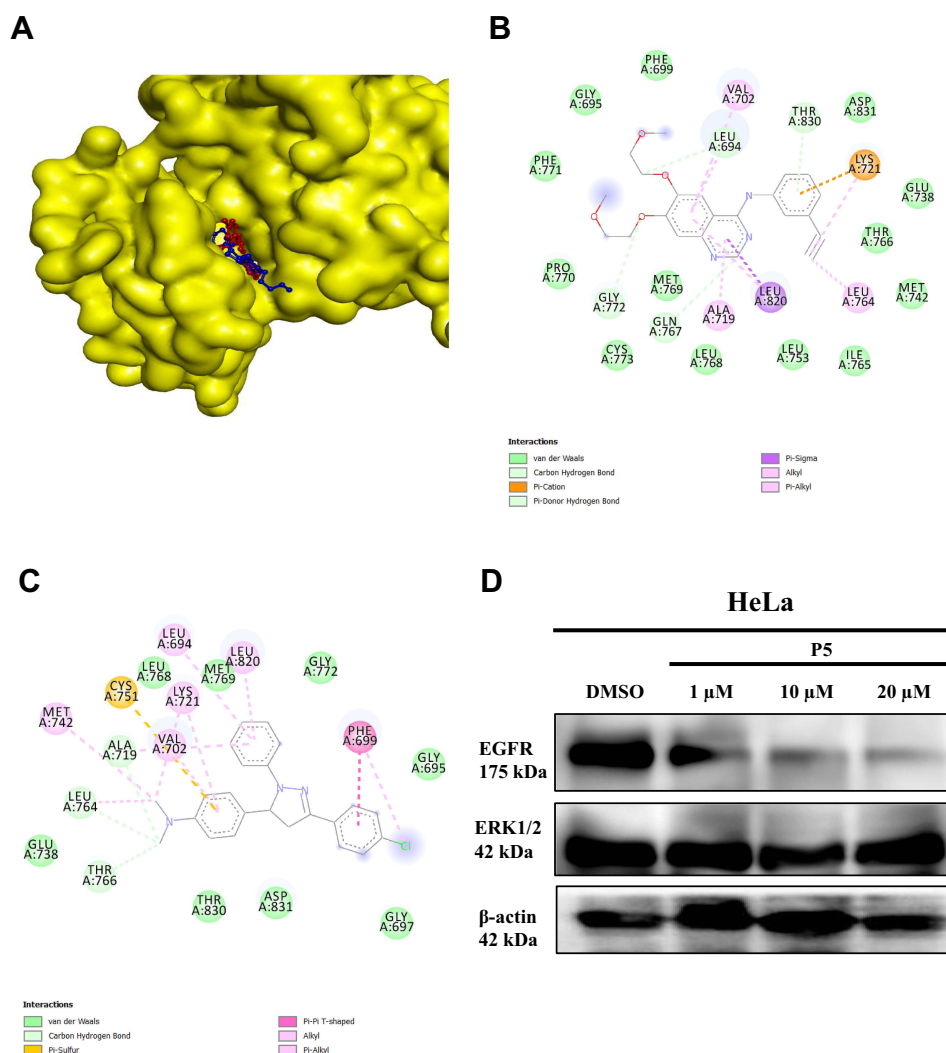 A
B
PHE
A:699
VAL
A:702
GLY
A:695
THR
A:830
ASP
A:831
LEU
A:694
PHE
A:771
LYS
A:721
GLU
A:738
THR
A:766
PRO
A:770
MET
A:769
GLY
A:772
GLN
A:767
ALA
A:719
LEU
A:820
LEU
A:764
MET
A:742
CYS
A:773
LEU
A:768
LEU
A:753
ILE
A:765
O
O
O
O
N
N
N
Interactions
van der Waals
Carbon Hydrogen Bond
Pi-Cation
Pi-Donor Hydrogen Bond
Pi-Sigma
Alkyl
Pi-Alkyl
C
LEU
A:694
LEU
A:820
LEU
A:768
MET
A:769
GLY
A:772
CYS
A:751
LYS
A:721
MET
A:742
ALA
A:719
VAL
A:702
PHE
A:699
GLY
A:695
LEU
A:764
GLU
A:738
THR
A:766
THR
A:830
ASP
A:831
GLY
A:697
N
N
N
Cl
Interactions
van der Waals
Carbon Hydrogen Bond
Pi-Sulfur
Pi-Pi T-shaped
Alkyl
Pi-Alkyl
D
HeLa
P5
DMSO 1 µM 10 µM 20 µM
EGFR
175 kDa
ERK1/2
42 kDa
β-actin
42 kDa